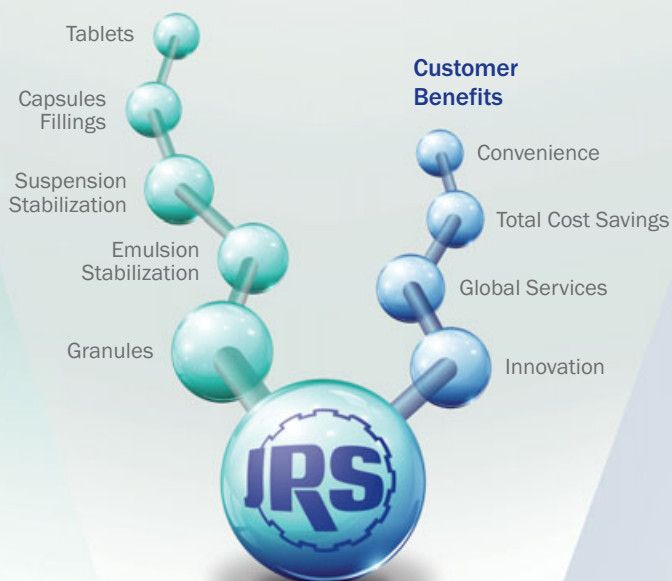 Tablets
Capsules
Fillings
Suspension
Stabilization
Emulsion
Stabilization
Granules
Customer
Benefits
Convenience
Total Cost Savings
Global Services
Innovation
JRS